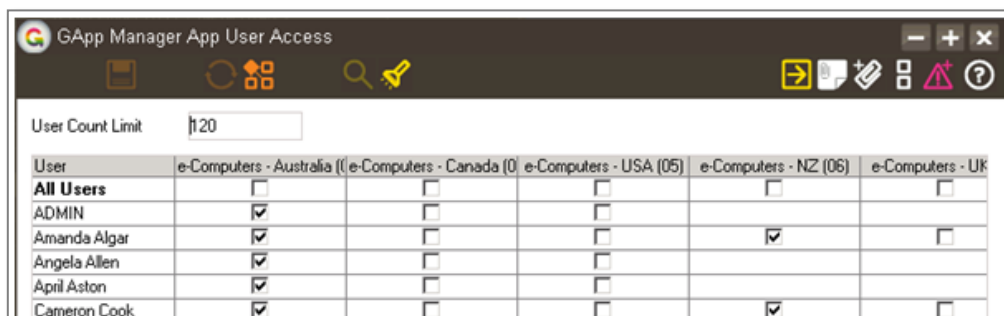 GApp Manager App User Access
User Count Limit 120
User e-Computers - Australia (0 e-Computers - Canada (0 e-Computers - USA (05) e-Computers - NZ (06) e-Computers - UK
All Users
ADMIN
Amanda Algar
Angela Allen
April Aston
Cameron Cook